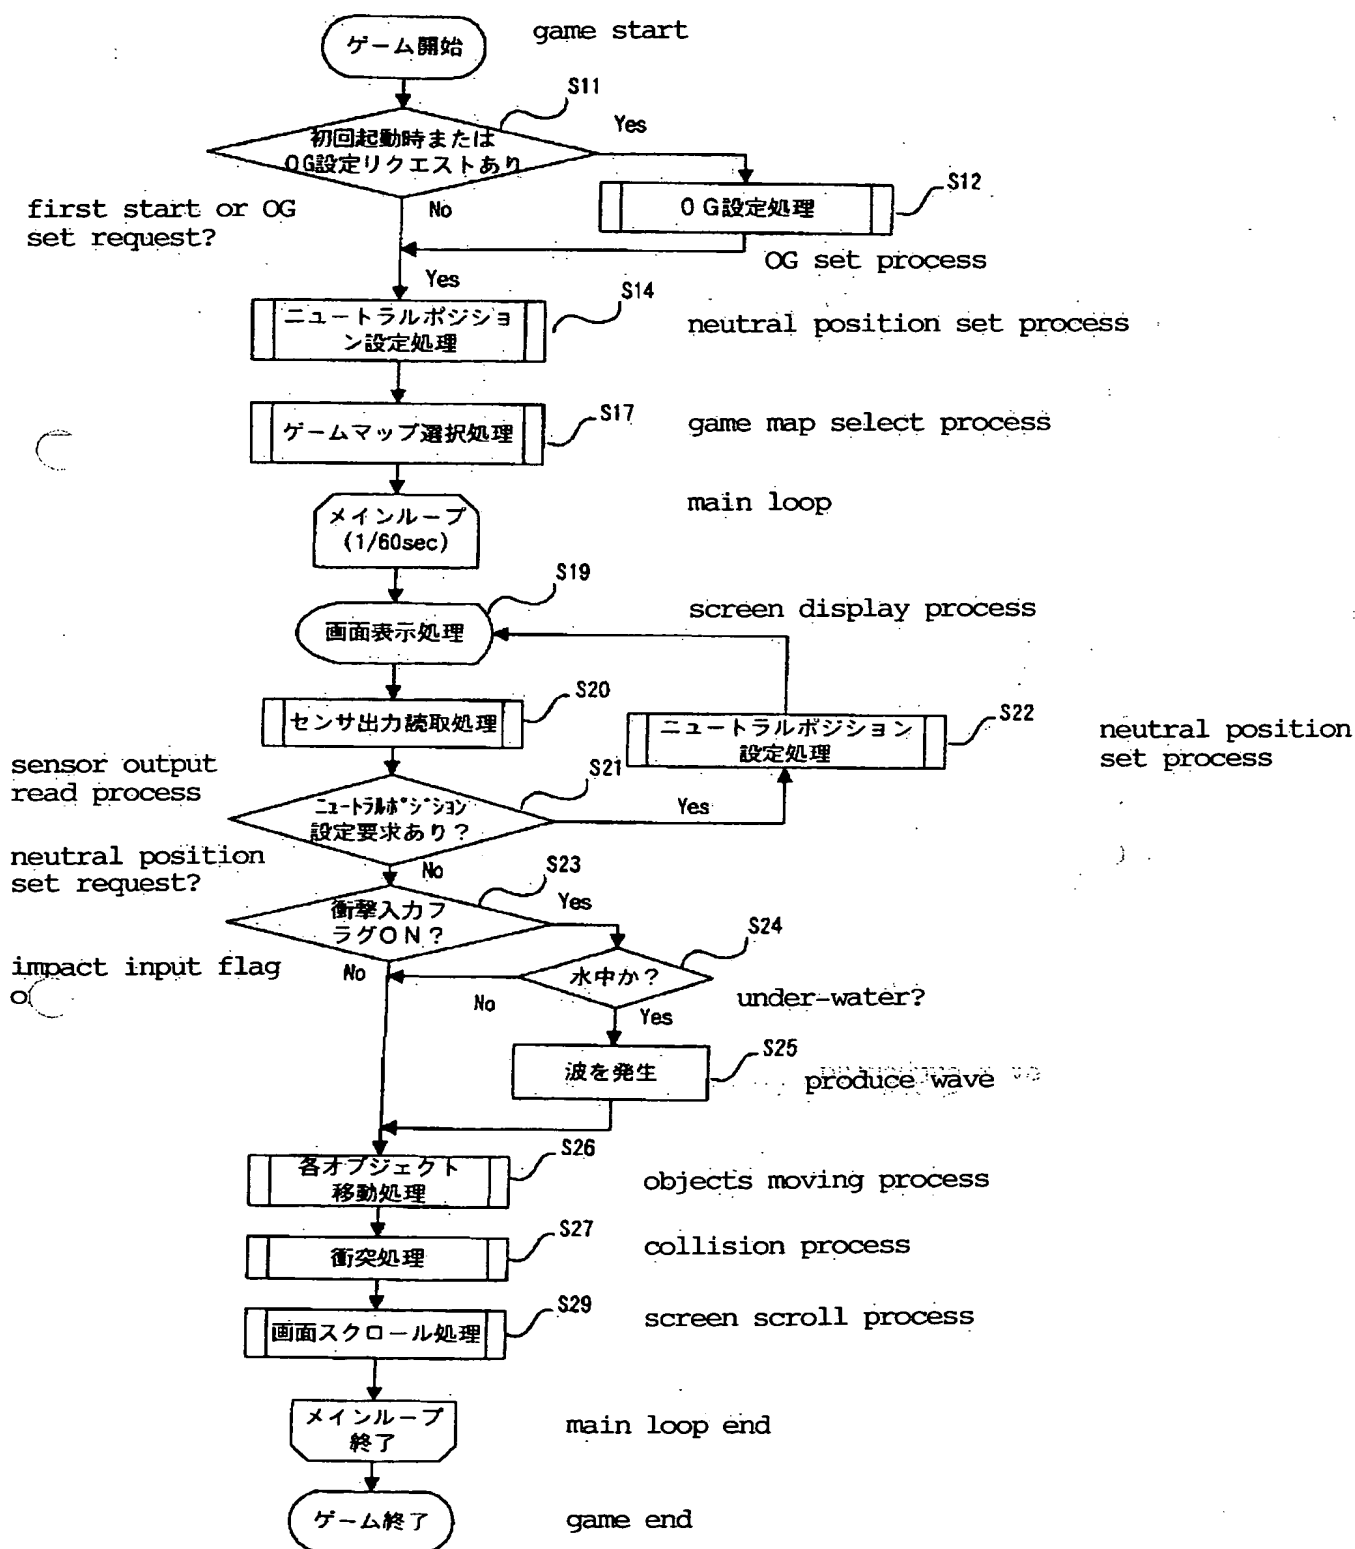 ゲーム開始
game start
S11
初回起動時または
0G設定リクエストあり
Yes
S12
0G設定処理
first start or OG
set request?
No
OG set process
Yes
S14
ニュートラルポジショ
ン設定処理
neutral position set process
S17
ゲームマップ選択処理
game map select process
メインループ
(1/60sec)
main loop
S19
画面表示処理
screen display process
S20
センサ出力読取処理
S22
ニュートラルポジション
設定処理
neutral position
set process
sensor output
read process
S21
ニュートラルポジション
設定要求あり?
Yes
neutral position
set request?
No
S23
衝撃入力フ
ラグON?
Yes
S24
水中か?
impact input flag
o
No
No
under-water?
Yes
S25
波を発生
produce wave
S26
各オブジェクト
移動処理
objects moving process
S27
衝突処理
collision process
S29
画面スクロール処理
screen scroll process
メインループ
終了
main loop end
ゲーム終了
game end